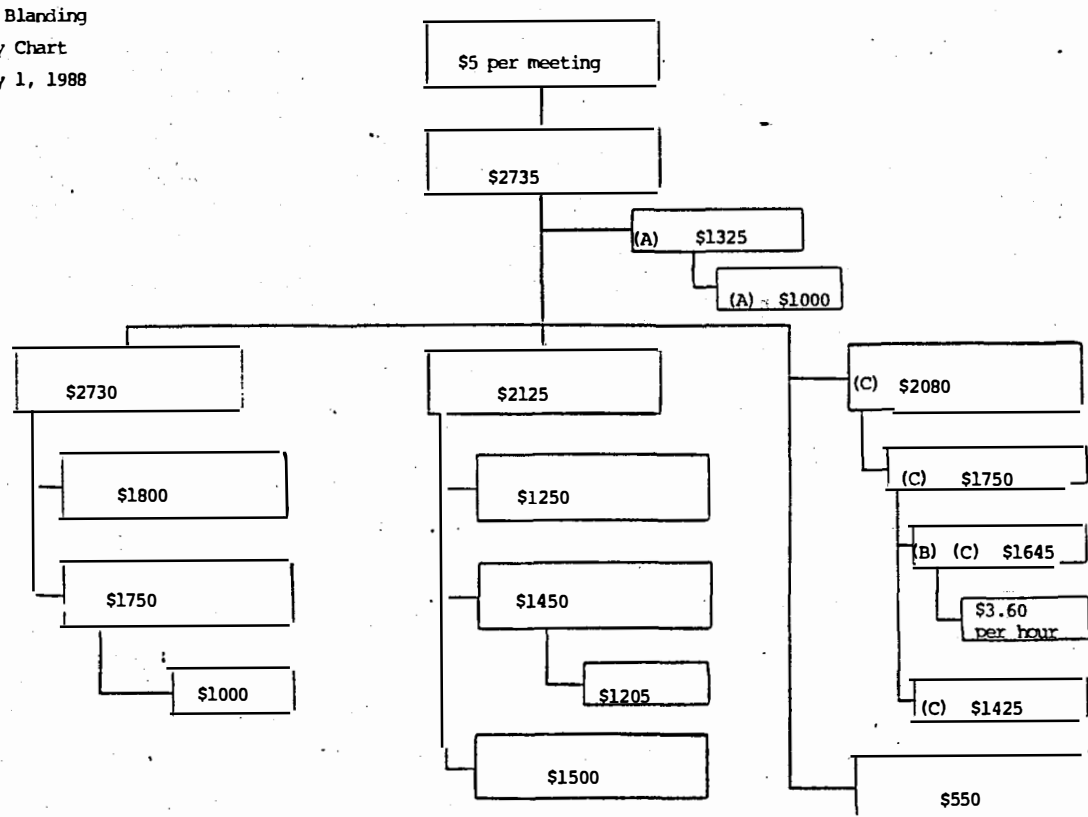 Blanding
Chart
1, 1988
$5 per meeting
$2735
(A) $1325
(A) $1000
$2730
$2125
(C) $2080
$1800
$1250
(C) $1750
$1750
$1450
(B) (C) $1645
$3.60
per hour
$1000
$1205
(C) $1425
$1500
$550